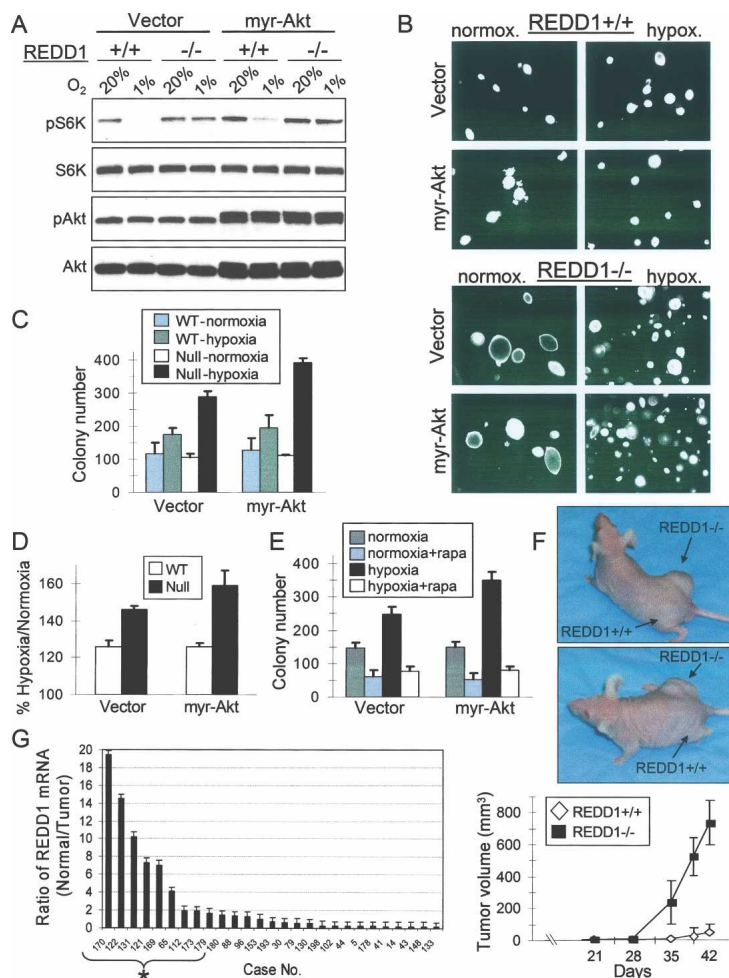 A
Vector myr-Akt
REDD1 +/+ -/- +/+ -/-
O2 20% 1% 20% 1% 20% 1% 20% 1%
pS6K
S6K
pAkt
Akt
B
normox. REDD1+/+ hypox.
Vector
myr-Akt
normox. REDD1-/- hypox.
Vector
myr-Akt
C
WT-normoxia
WT-hypoxia
Null-normoxia
Null-hypoxia
Colony number
400
300
200
100
0
Vector myr-Akt
D
WT
Null
% Hypoxia/Normoxia
160
140
120
100
Vector myr-Akt
E
normoxia
normoxia+rapa
hypoxia
hypoxia+rapa
Colony number
400
300
200
100
0
Vector myr-Akt
F
REDD1-/-
REDD1+/+
REDD1-/-
REDD1+/+
REDD1+/+
REDD1-/-
Tumor volume (mm3)
800
600
400
200
0
21 28 35 42
Days
G
Ratio of REDD1 mRNA
(Normal/Tumor)
20
18
16
14
12
10
8
6
4
2
0
170 122 131 121 169 65 112 173 179 180 88 96 153 193 30 79 130 198 102 44 5 178 41 14 43 148 133
* Case No.